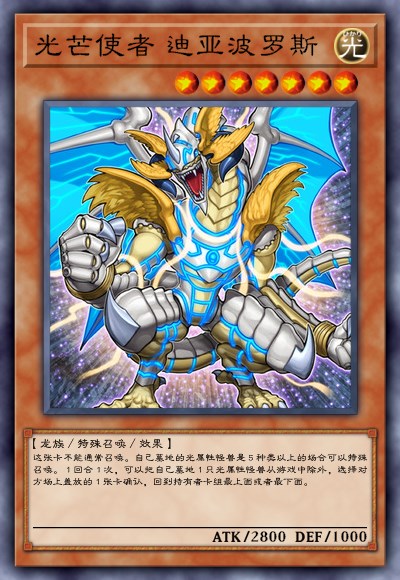 光芒使者 迪亚波罗斯
ひかり
光
【龙族/特殊召唤/效果】
这张卡不能通常召唤。自己墓地的光属性怪兽是5种类以上的场合可以特殊
召唤。1回合1次,可以把自己墓地1只光属性怪兽从游戏中除外,选择对
方场上盖放的1张卡确认,回到持有者卡组最上面或者最下面。
ATK/2800 DEF/1000